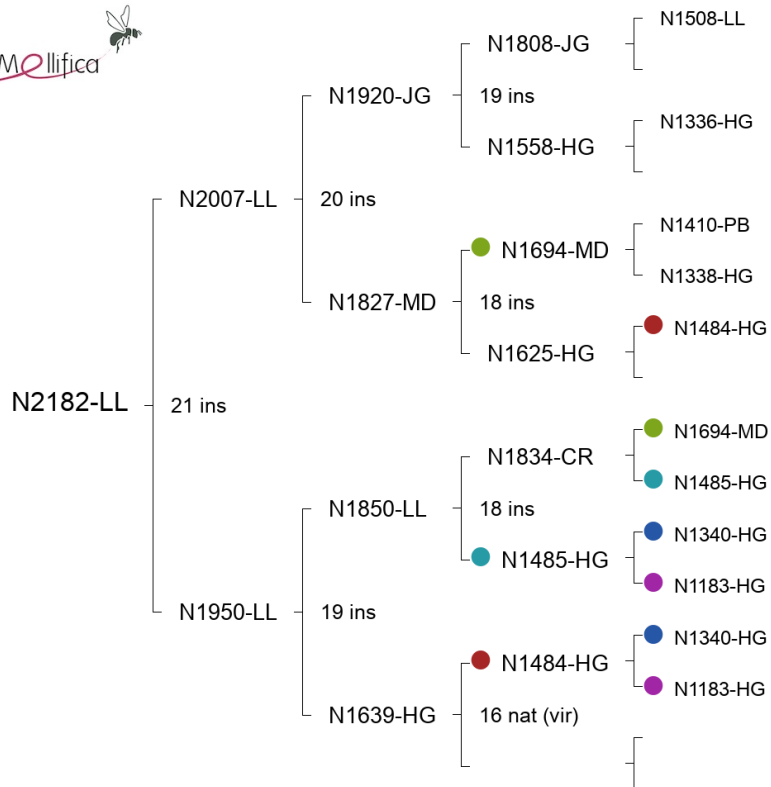 Mellifica
N1508-LL
N1808-JG
N1920-JG
19 ins
N1336-HG
N1558-HG
N2007-LL
20 ins
N1410-PB
N1694-MD
N1338-HG
N1827-MD
18 ins
N1484-HG
N1625-HG
N2182-LL
21 ins
N1694-MD
N1834-CR
N1485-HG
N1850-LL
18 ins
N1340-HG
N1485-HG
N1183-HG
N1950-LL
19 ins
N1340-HG
N1484-HG
N1183-HG
N1639-HG
16 nat (vir)